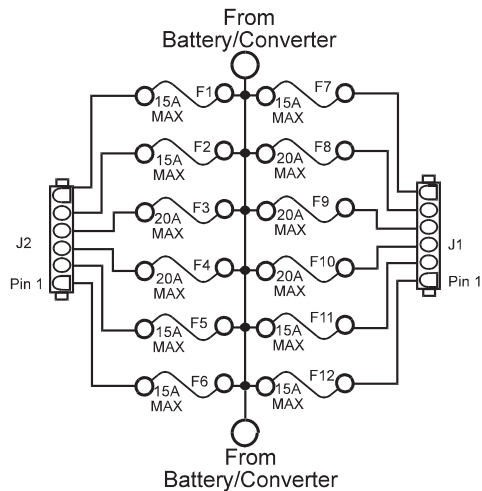 From
Battery/Converter
F1
15A
MAX
F7
15A
MAX
F2
15A
MAX
F8
20A
MAX
F3
20A
MAX
F9
20A
MAX
J2
J1
F4
20A
MAX
F10
20A
MAX
Pin 1
Pin 1
F5
15A
MAX
F11
15A
MAX
F6
15A
MAX
F12
15A
MAX
From
Battery/Converter